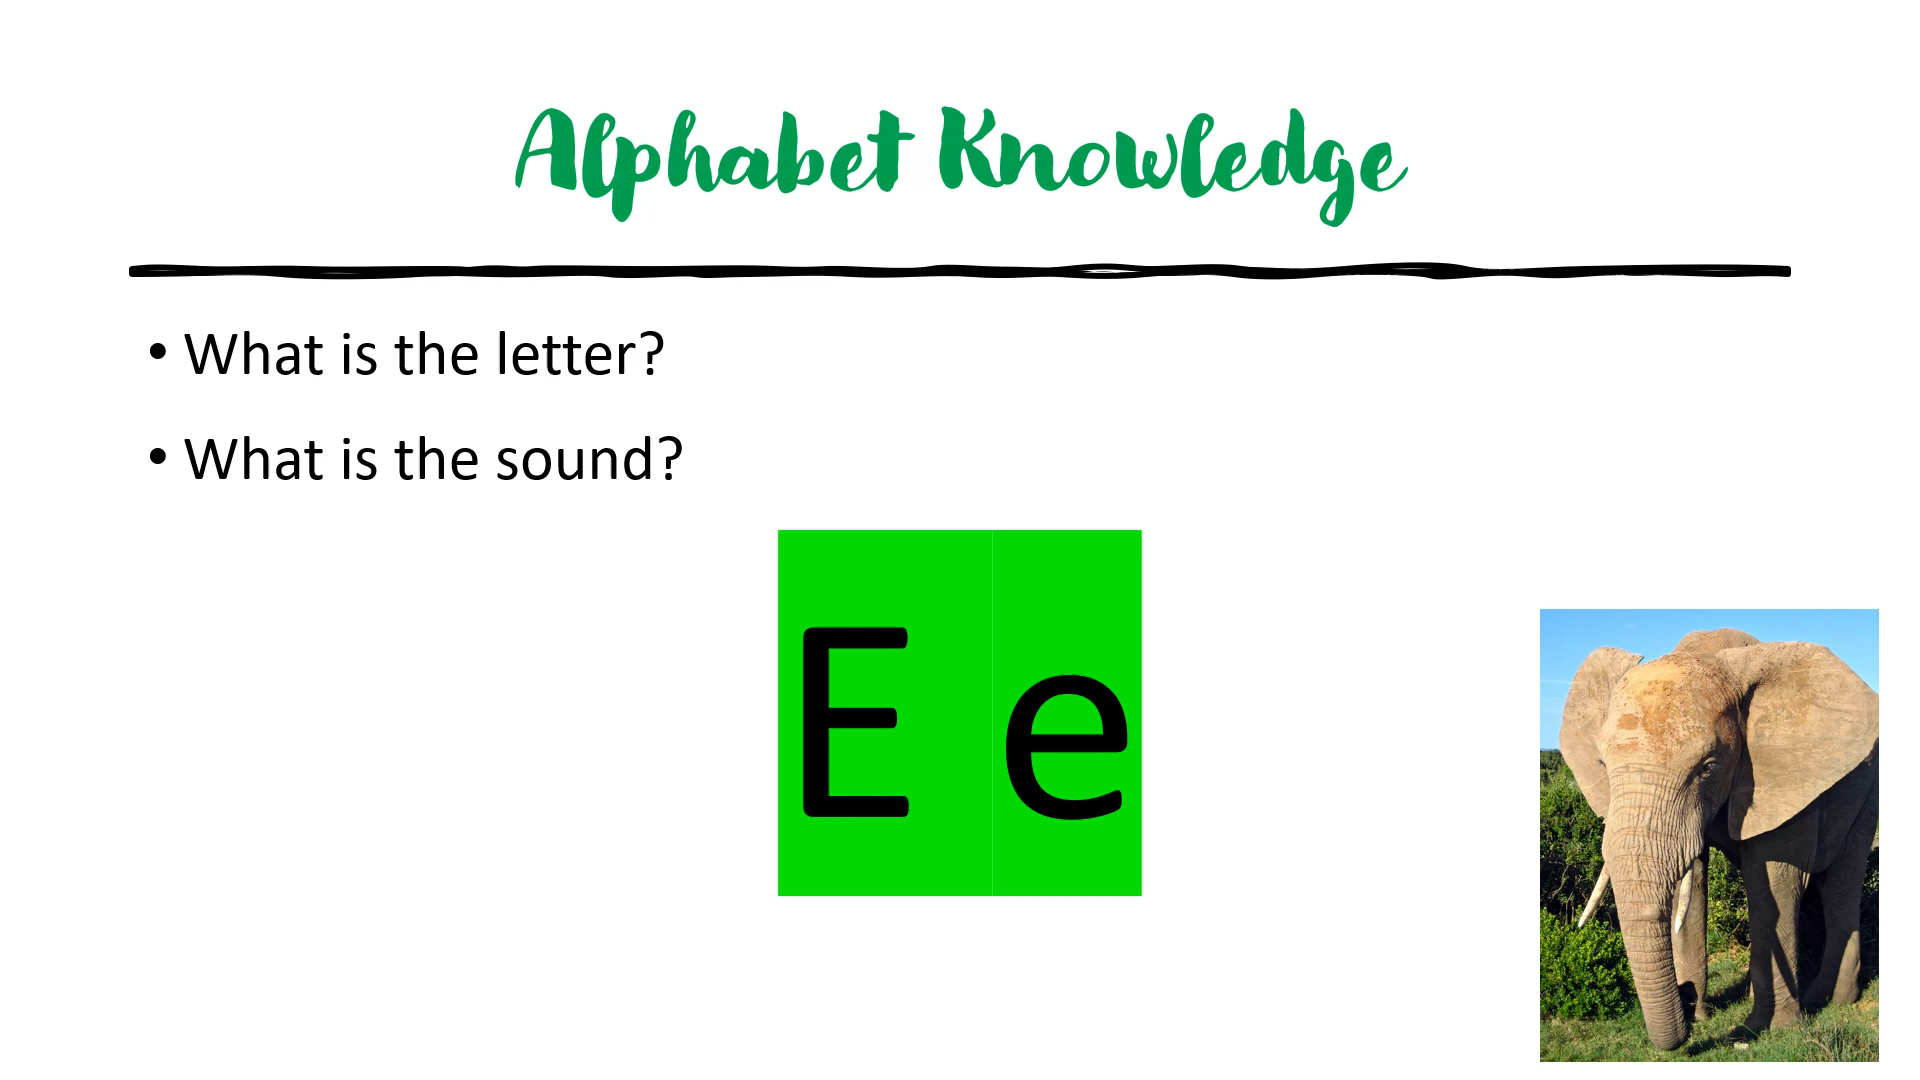 Alphabet Knowledge
• What is the letter?
• What is the sound?
E e